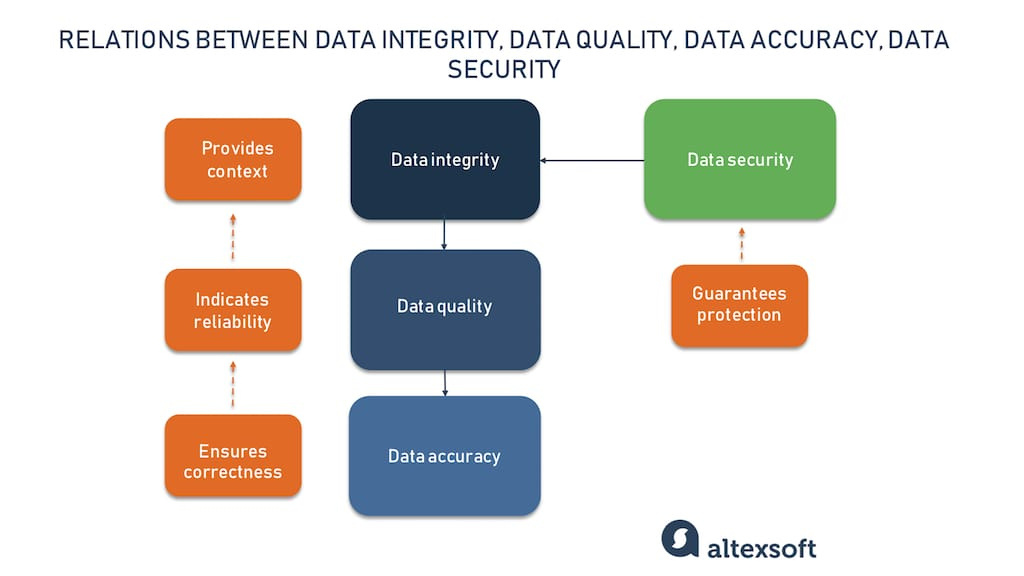 RELATIONS BETWEEN DATA INTEGRITY, DATA QUALITY, DATA ACCURACY, DATA
SECURITY
Provides
context
Data integrity
Data security
Indicates
reliability
Data quality
Guarantees
protection
Ensures
correctness
Data accuracy
altexsoft